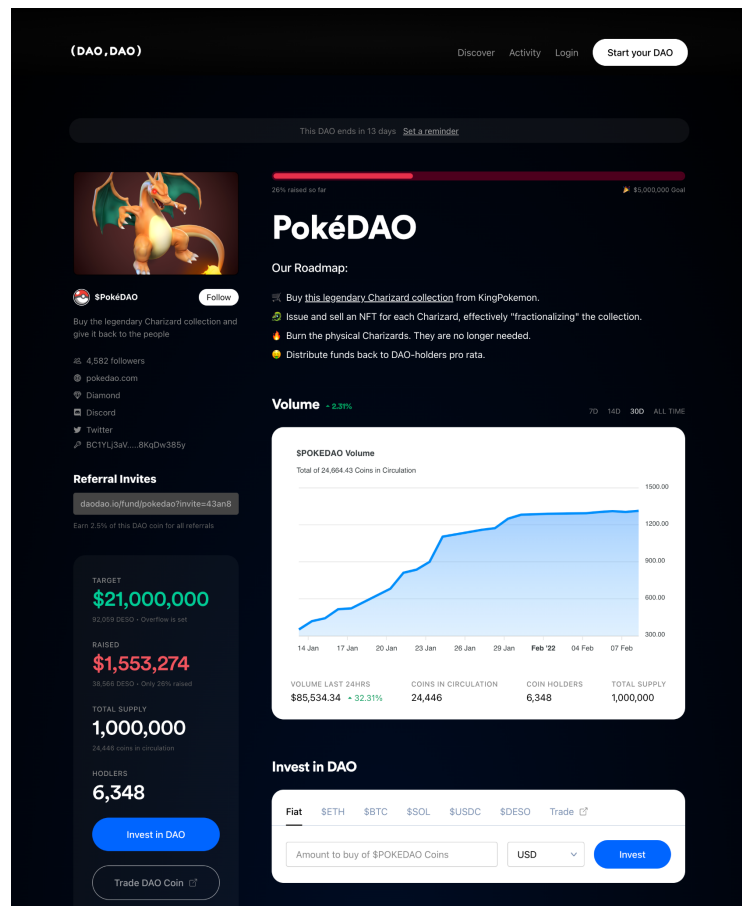 (DAO,DAO)
Discover Activity Login Start your DAO
This DAO ends in 13 days Set a reminder
26% raised so far
$5,000,000 Goal
PokéDAO
Our Roadmap:
Buy this legendary Charizard collection from KingPokemon.
Issue and sell an NFT for each Charizard, effectively "fractionalizing" the collection.
Burn the physical Charizards. They are no longer needed.
Distribute funds back to DAO-holders pro rata.
$PokéDAO
Follow
Buy the legendary Charizard collection and
give it back to the people
4,582 followers
pokedao.com
Diamond
Discord
Twitter
BC1YLj3aV.....8KqDw385y
Referral Invites
daodao.io/fund/pokedao?invite=43an8
Earn 2.5% of this DAO coin for all referrals
TARGET
$21,000,000
92,059 DESO • Overflow is set
RAISED
$1,553,274
38,568 DESO • Only 26% raised
TOTAL SUPPLY
1,000,000
24,448 coins in circulation
HODLERS
6,348
Invest in DAO
Trade DAO Coin
Volume 2.31%
7D 14D 30D ALL TIME
$POKEDAO Volume
Total of 24,664.43 Coins in Circulation
1500.00
1200.00
900.00
600.00
300.00
14 Jan 17 Jan 20 Jan 23 Jan 26 Jan 29 Jan Feb '22 04 Feb 07 Feb
VOLUME LAST 24HRS COINS IN CIRCULATION COIN HOLDERS TOTAL SUPPLY
$85,534.34 32.31% 24,446 6,348 1,000,000
Invest in DAO
Fiat $ETH $BTC $SOL $USDC $DESO Trade
Amount to buy of $POKEDAO Coins USD Invest